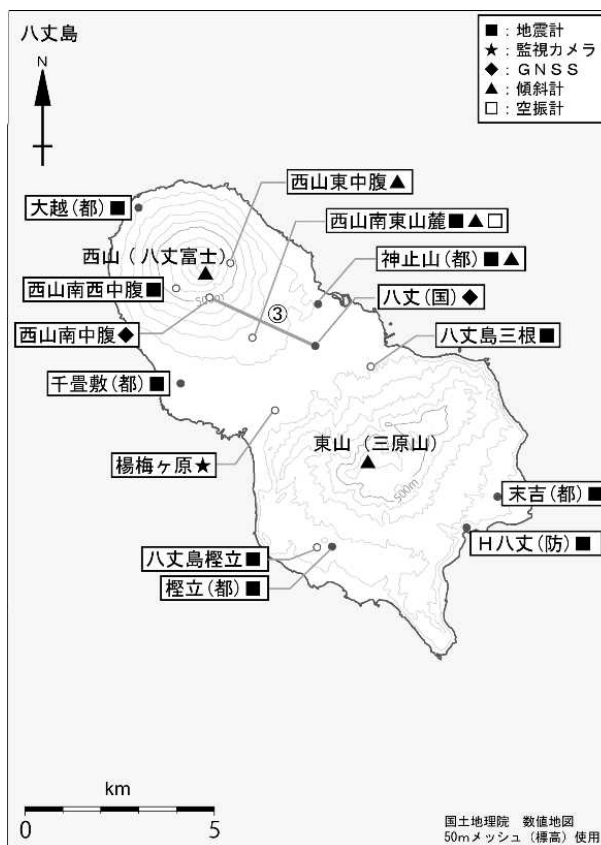 八丈島
■：地震計
★：監視カメラ
◆：ＧＮＳＳ
▲：傾斜計
□：空振計
N
西山東中腹▲
大越(都)■
西山南東山麓■▲□
西山（八丈富士）
神止山(都)■▲
西山南西中腹■
500m
③
八丈(国)◆
西山南中腹◆
八丈島三根■
千畳敷(都)■
東山（三原山）
楊梅ヶ原★
500m
末吉(都)■
Ｈ八丈(防)■
八丈島樫立■
樫立(都)■
km
0 5
国土地理院　数値地図
50mメッシュ（標高）使用